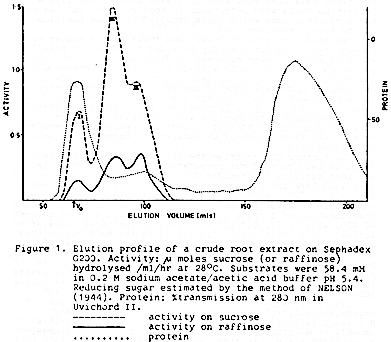 1.5
1.0
0.5
ACTIVITY
0
50
PROTEIN
I
II
III
50
100
150
200
V₀
ELUTION VOLUME (mls)
Figure 1. Elution profile of a crude root extract on Sephadex
G200. Activity: μ moles sucrose (or raffinose)
hydrolysed /ml/hr at 28°C. Substrates were 58.4 mM
in 0.2 M sodium acetate/acetic acid buffer pH 5.4.
Reducing sugar estimated by the method of NELSON
(1944). Protein: %transmission at 280 nm in
Uvichord II.
activity on sucrose
activity on raffinose
protein